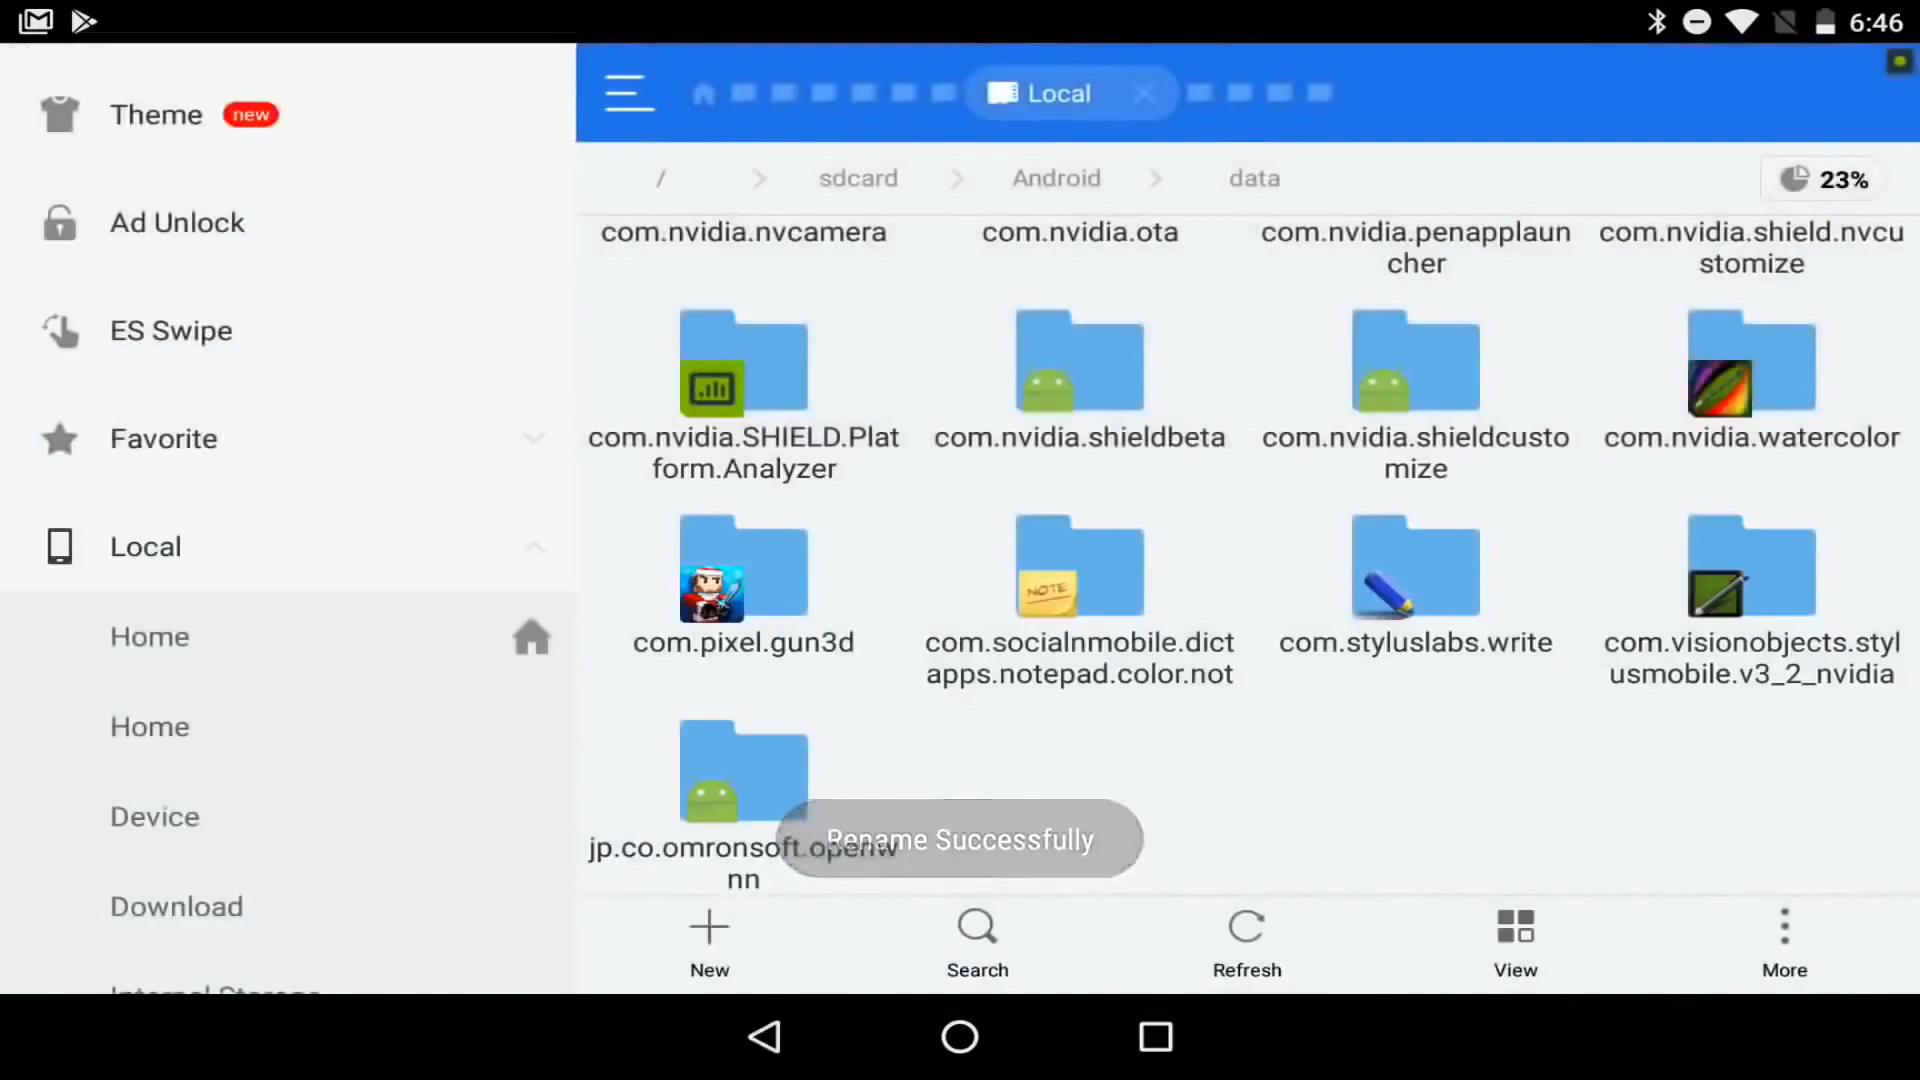 6:46
Theme new
Ad Unlock
ES Swipe
Favorite
Local
Home
Home
Device
Download
Internal Storage
Local
/ sdcard Android data
23%
com.nvidia.nvcamera
com.nvidia.ota
com.nvidia.penapplaun
cher
com.nvidia.shield.nvcu
stomize
com.nvidia.SHIELD.Plat
form.Analyzer
com.nvidia.shieldbeta
com.nvidia.shieldcusto
mize
com.nvidia.watercolor
com.pixel.gun3d
NOTE
com.socialnmobile.dict
apps.notepad.color.not
com.styluslabs.write
com.visionobjects.styl
usmobile.v3_2_nvidia
jp.co.omronsoft.openw
nn
Rename Successfully
New
Search
Refresh
View
More